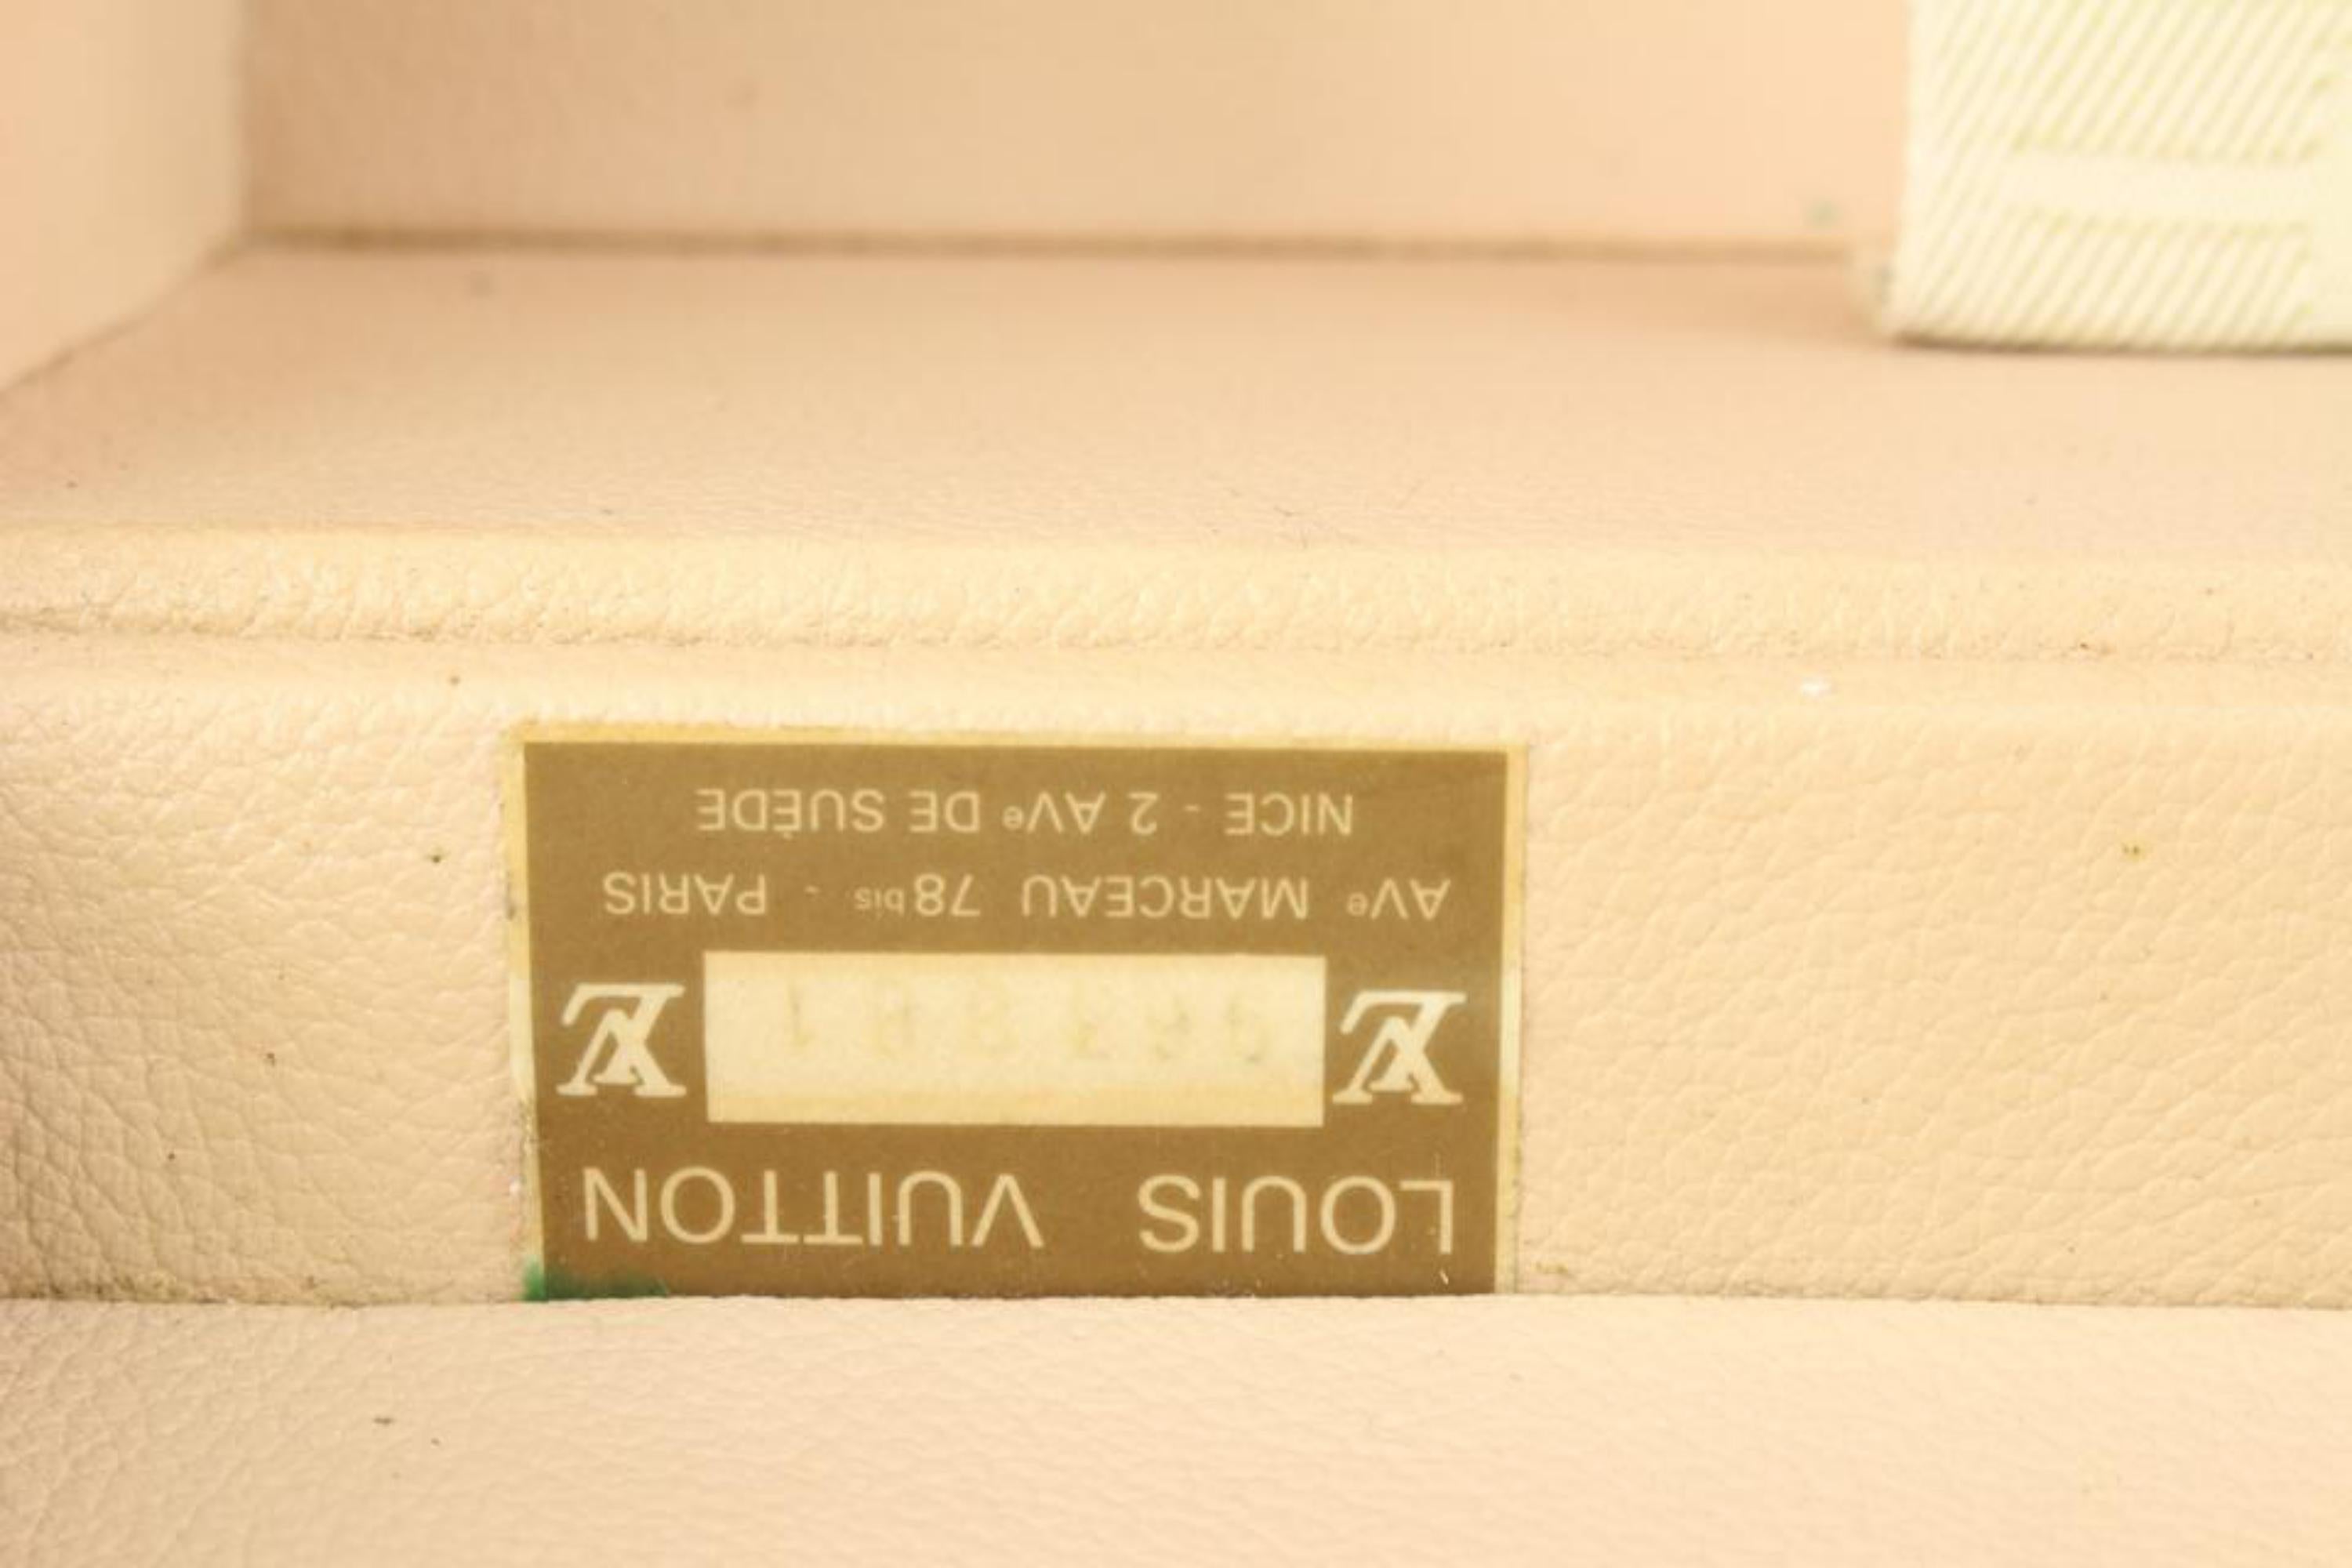 LOUIS VUITTON
LV LV
AVe MARCEAU 78bis - PARIS
NICE - 2 AVe DE SUÈDE